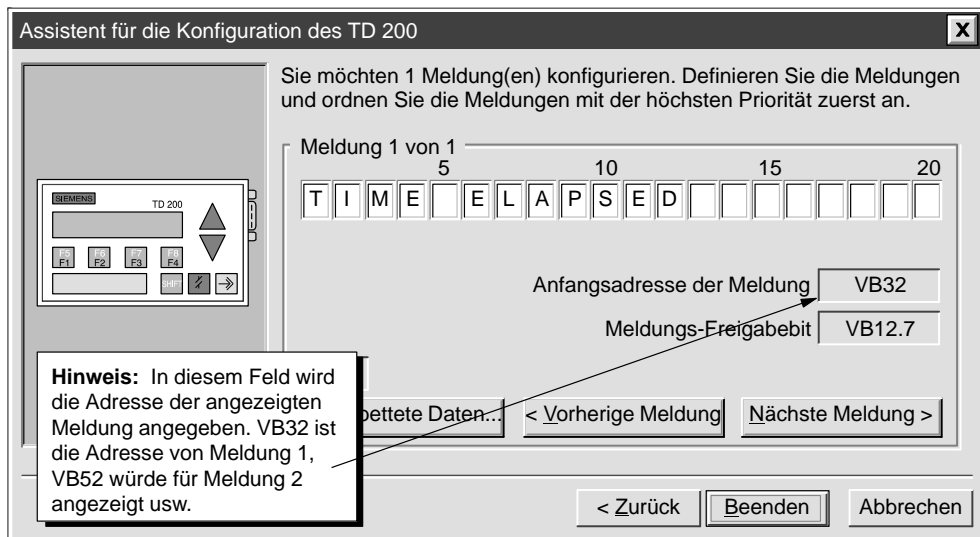 Assistent für die Konfiguration des TD 200
X
Sie möchten 1 Meldung(en) konfigurieren. Definieren Sie die Meldungen
und ordnen Sie die Meldungen mit der höchsten Priorität zuerst an.
Meldung 1 von 1
5 10 15 20
T I M E E L A P S E D
SIEMENS
TD 200
F5 F6 F7 F8
F1 F2 F3 F4
SHIFT
Anfangsadresse der Meldung VB32
Meldungs-Freigabebit VB12.7
Hinweis: In diesem Feld wird
die Adresse der angezeigten
Meldung angegeben. VB32 ist
die Adresse von Meldung 1,
VB52 würde für Meldung 2
angezeigt usw.
bettete Daten... < Vorherige Meldung Nächste Meldung >
< Zurück Beenden Abbrechen